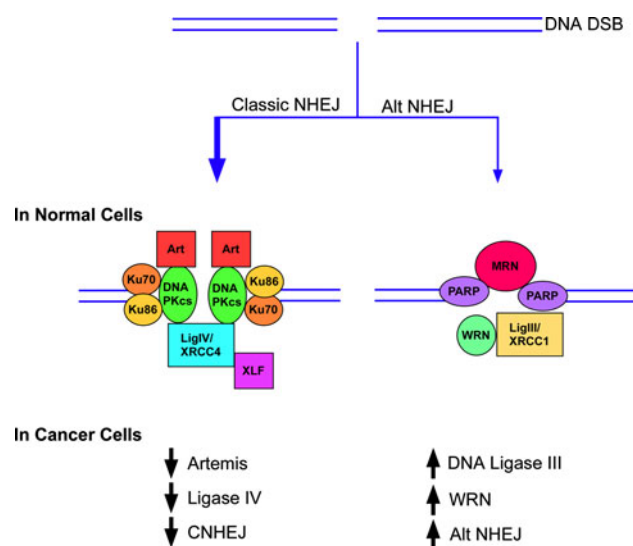 DNA DSB
Classic NHEJ
Alt NHEJ
In Normal Cells
Art
Art
MRN
Ku70
DNA
PKcs
DNA
PKcs
Ku86
PARP
PARP
Ku86
Ku70
LigIV/
XRCC4
WRN
LigIII/
XRCC1
XLF
In Cancer Cells
Artemis
DNA Ligase III
Ligase IV
WRN
CNHEJ
Alt NHEJ